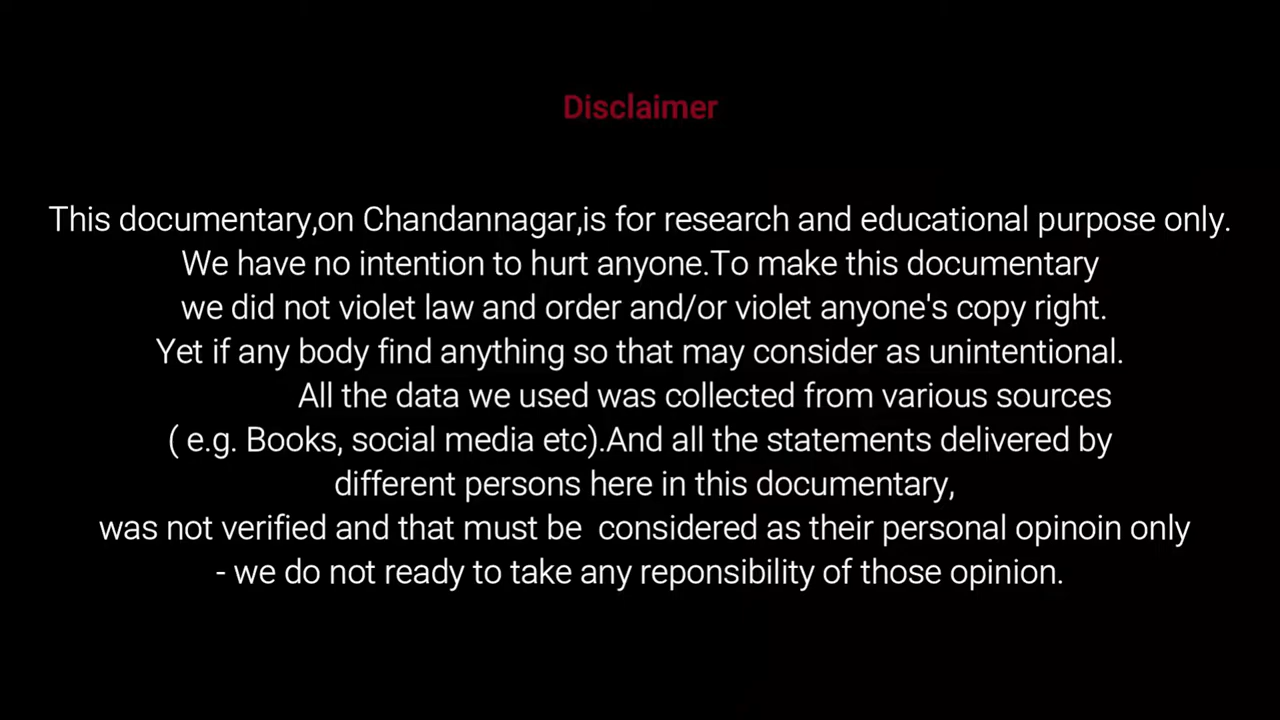 Disclaimer
This documentary,on Chandannagar,is for research and educational purpose only.
We have no intention to hurt anyone.To make this documentary
we did not violet law and order and/or violet anyone's copy right.
Yet if any body find anything so that may consider as unintentional.
All the data we used was collected from various sources
( e.g. Books, social media etc).And all the statements delivered by
different persons here in this documentary,
was not verified and that must be  considered as their personal opinoin only
- we do not ready to take any reponsibility of those opinion.